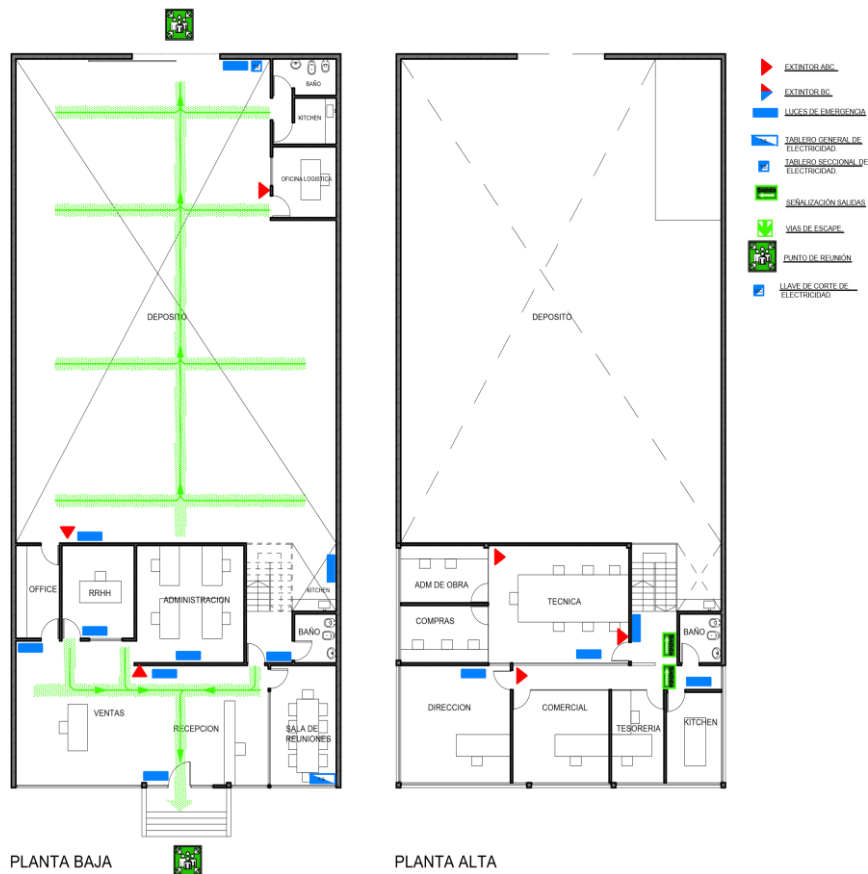 BAÑO
KITCHEN
OFICINA LOGISTICA
DEPOSITO
OFFICE
RRHH
ADMINISTRACION
KITCHEN
BAÑO
VENTAS
RECEPCION
SALA DE
REUNIONES
PLANTA BAJA
DEPOSITO
ADM DE OBRA
TECNICA
COMPRAS
BAÑO
DIRECCION
COMERCIAL
TESORERIA
KITCHEN
PLANTA ALTA
EXTINTOR ABC
EXTINTOR BC
LUCES DE EMERGENCIA
TABLERO GENERAL DE
ELECTRICIDAD.
TABLERO SECCIONAL DE
ELECTRICIDAD.
SEÑALIZACIÓN SALIDAS
VIAS DE ESCAPE
PUNTO DE REUNIÓN
LLAVE DE CORTE DE
ELECTRICIDAD.